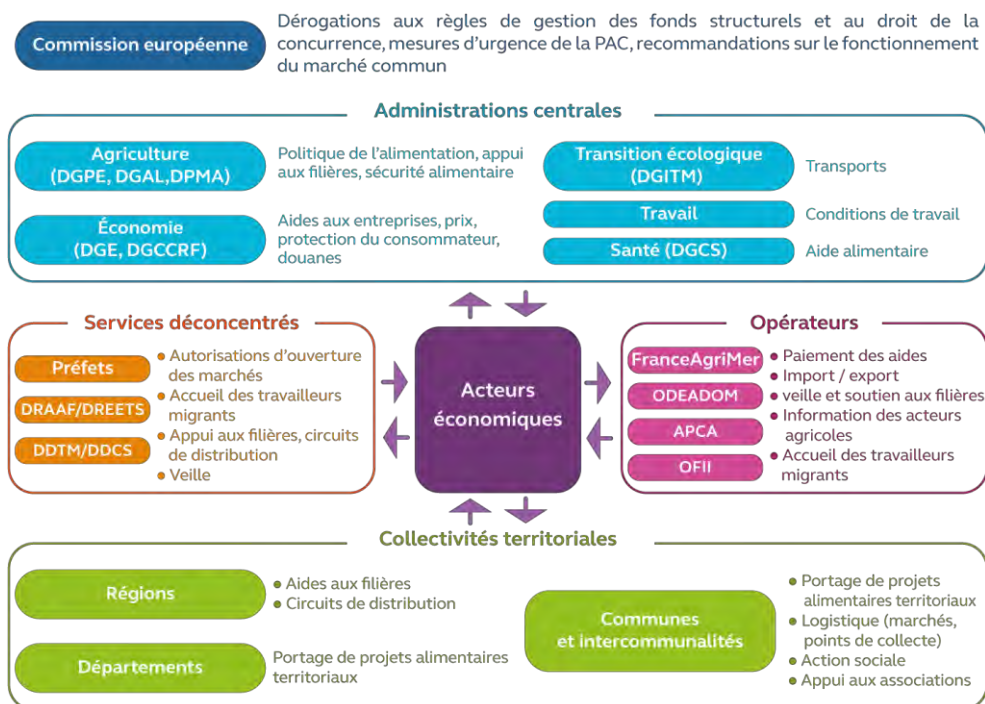 Commission européenne
Dérogations aux règles de gestion des fonds structurels et au droit de la
concurrence, mesures d'urgence de la PAC, recommandations sur le fonctionnement
du marché commun
Administrations centrales
Agriculture
(DGPE, DGAL,DPMA)
Politique de l'alimentation, appui
aux filières, sécurité alimentaire
Transition écologique
(DGITM)
Transports
Économie
(DGE, DGCCRF)
Aides aux entreprises, prix,
protection du consommateur,
douanes
Travail
Conditions de travail
Santé (DGCS)
Aide alimentaire
Services déconcentrés
Préfets
DRAAF/DREETS
DDTM/DDCS
• Autorisations d'ouverture
des marchés
• Accueil des travailleurs
migrants
• Appui aux filières, circuits
de distribution
• Veille
Acteurs
économiques
Opérateurs
FranceAgriMer
ODEADOM
APCA
OFII
• Paiement des aides
• Import / export
• veille et soutien aux filières
• Information des acteurs
agricoles
• Accueil des travailleurs
migrants
Collectivités territoriales
Régions
• Aides aux filières
• Circuits de distribution
Départements
Portage de projets alimentaires
territoriaux
Communes
et intercommunalités
• Portage de projets
alimentaires territoriaux
• Logistique (marchés,
points de collecte)
• Action sociale
• Appui aux associations